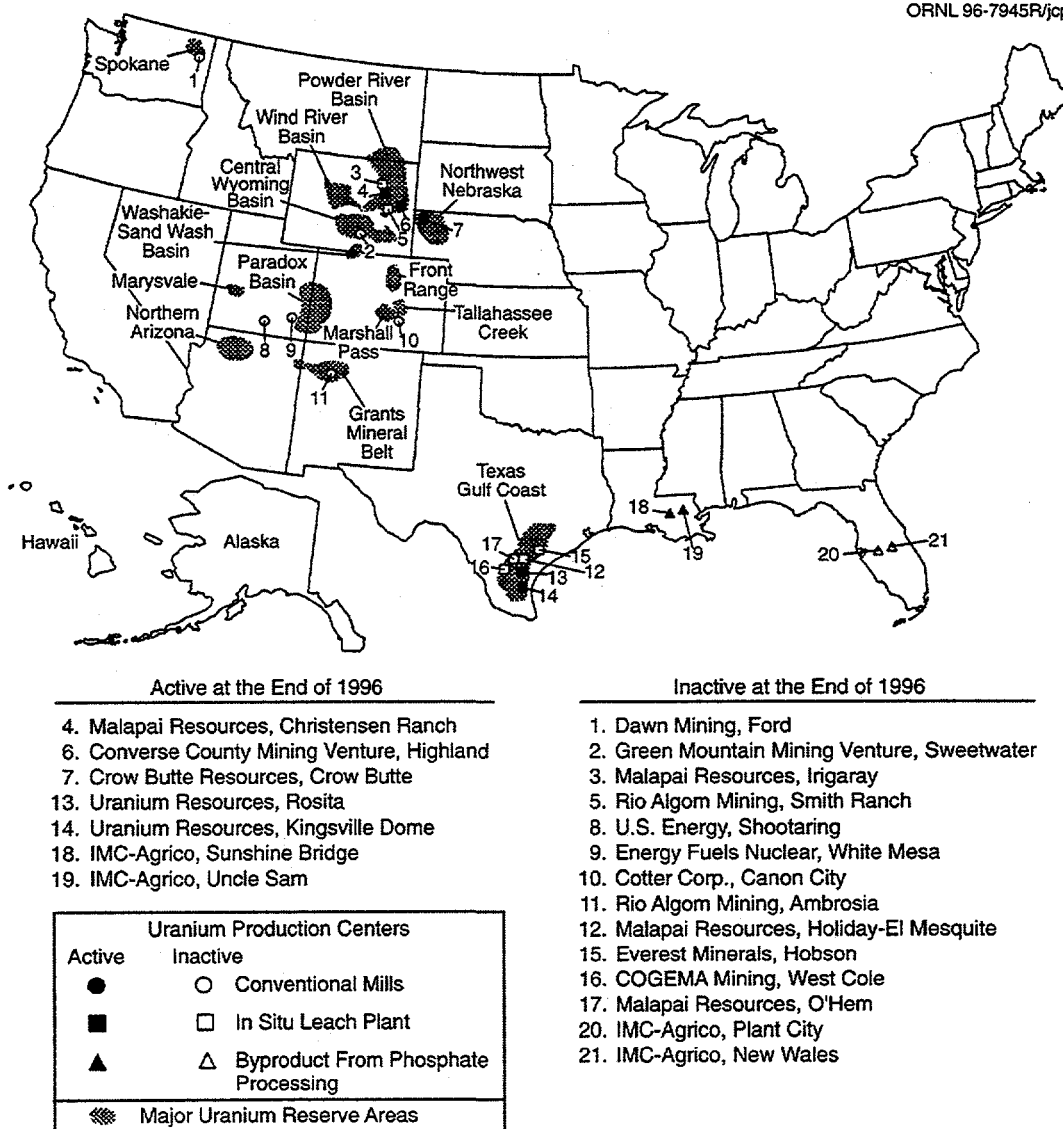 ORNL 96-7945R/jcp
Spokane
1
Powder River
Basin
Wind River
Basin
3
4
Central
Wyoming
Basin
Northwest
Nebraska
Washakie-
Sand Wash
Basin
2
5
6
7
Marysvale
Paradox
Basin
Front
Range
Northern
Arizona
Tallahassee
Creek
8
9
Marshall
Pass
10
11
Grants
Mineral
Belt
Texas
Gulf Coast
18
19
Hawaii
Alaska
17
16
15
12
13
14
20
21
Active at the End of 1996
4. Malapai Resources, Christensen Ranch
6. Converse County Mining Venture, Highland
7. Crow Butte Resources, Crow Butte
13. Uranium Resources, Rosita
14. Uranium Resources, Kingsville Dome
18. IMC-Agrico, Sunshine Bridge
19. IMC-Agrico, Uncle Sam
Inactive at the End of 1996
1. Dawn Mining, Ford
2. Green Mountain Mining Venture, Sweetwater
3. Malapai Resources, Irigaray
5. Rio Algom Mining, Smith Ranch
8. U.S. Energy, Shootaring
9. Energy Fuels Nuclear, White Mesa
10. Cotter Corp., Canon City
11. Rio Algom Mining, Ambrosia
12. Malapai Resources, Holiday-El Mesquite
15. Everest Minerals, Hobson
16. COGEMA Mining, West Cole
17. Malapai Resources, O'Hem
20. IMC-Agrico, Plant City
21. IMC-Agrico, New Wales
Uranium Production Centers
Active Inactive
Conventional Mills
In Situ Leach Plant
Byproduct From Phosphate
Processing
Major Uranium Reserve Areas